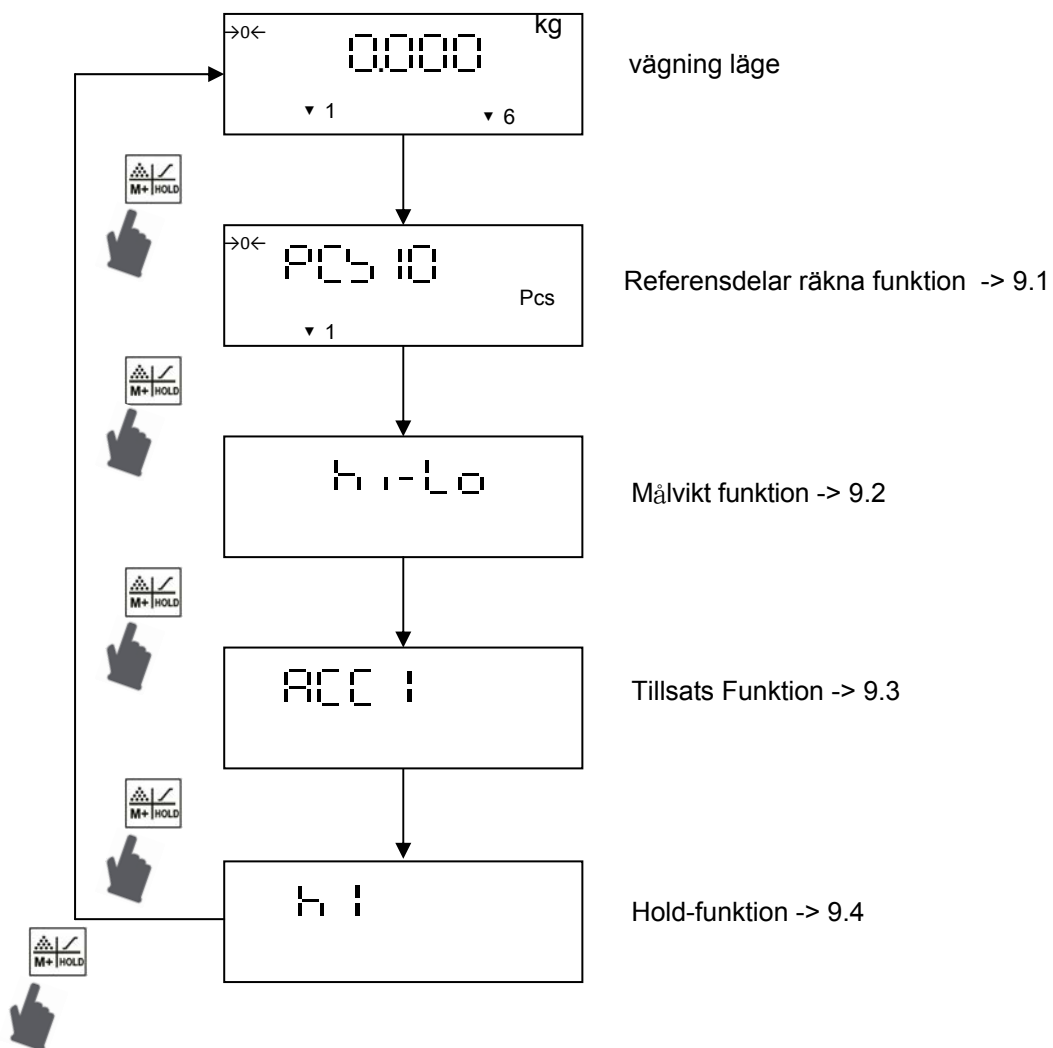 →0← kg
0.000
▼ 1 ▼ 6
vägning läge
M+ HOLD
→0← PCS 10
Pcs
▼ 1
Referensdelar räkna funktion -> 9.1
M+ HOLD
hi-Lo
Målvikt funktion -> 9.2
M+ HOLD
ACC 1
Tillsats Funktion -> 9.3
M+ HOLD
h 1
Hold-funktion -> 9.4
M+ HOLD